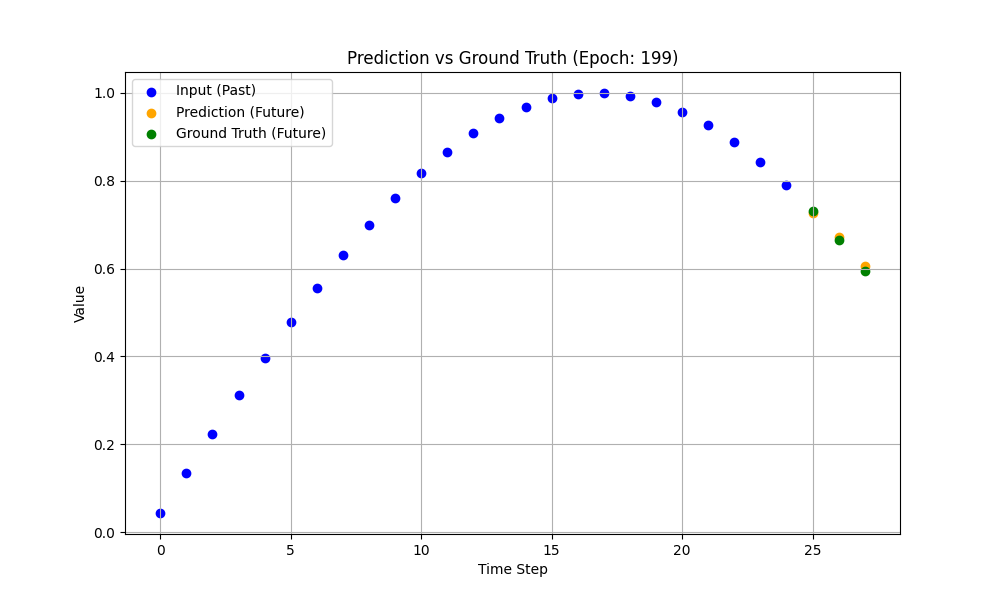 Prediction vs Ground Truth (Epoch: 199)
Input (Past)
Prediction (Future)
Ground Truth (Future)
1.0
0.8
0.6
0.4
0.2
0.0
Value
0 5 10 15 20 25
Time Step